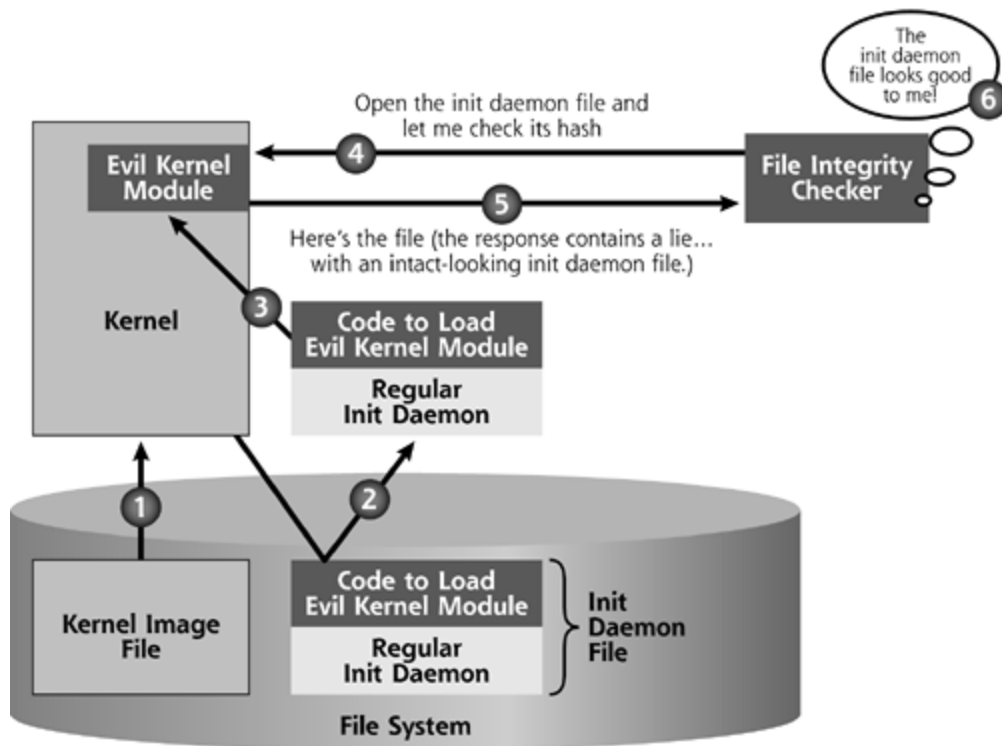 The
init daemon
file looks good
to me!
6
Open the init daemon file and
let me check its hash
4
Evil Kernel
Module
File Integrity
Checker
5
Here's the file (the response contains a lie...
with an intact-looking init daemon file.)
3
Kernel
Code to Load
Evil Kernel Module
Regular
Init Daemon
1
2
Kernel Image
File
Code to Load
Evil Kernel Module
Regular
Init Daemon
Init
Daemon
File
File System